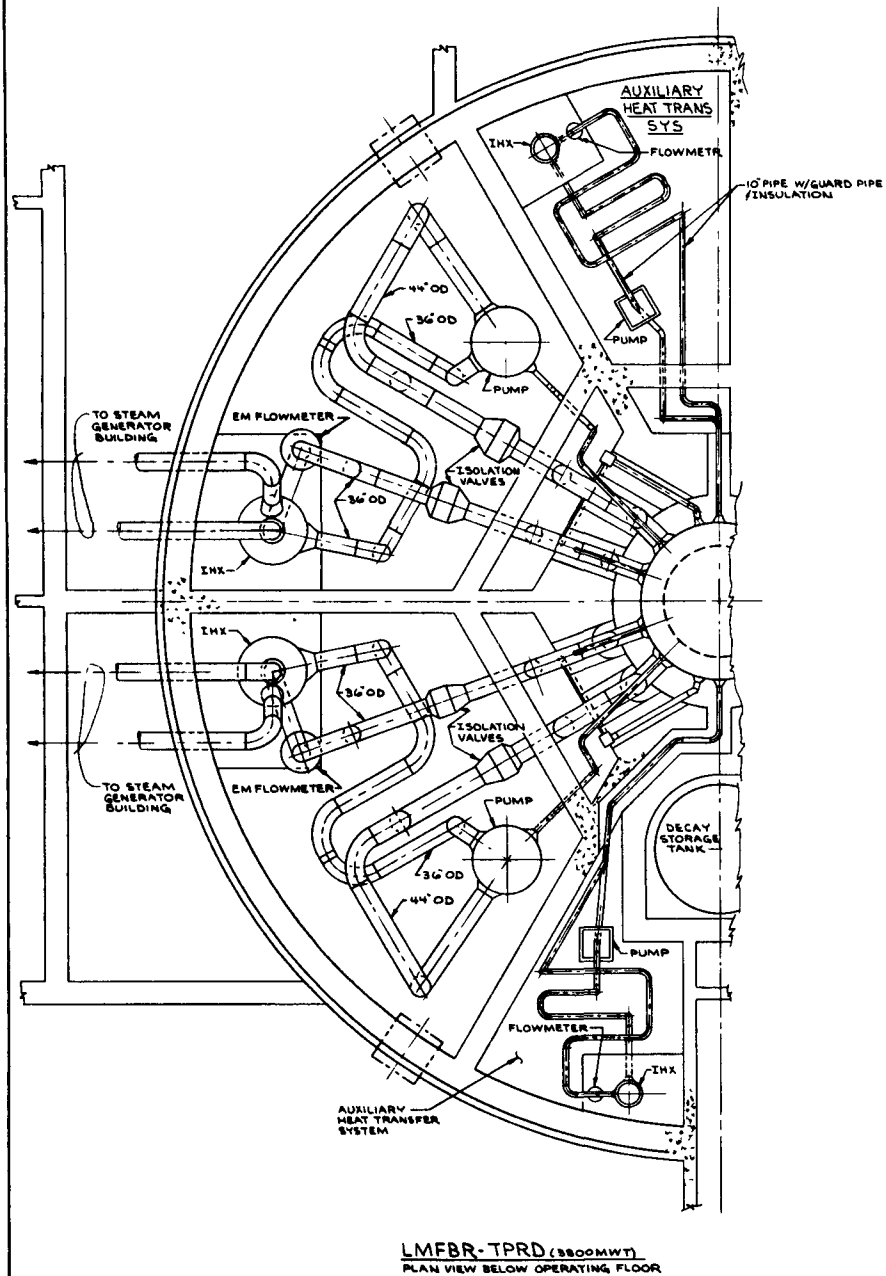 AUXILIARY
HEAT TRANS
SYS
IHX
FLOWMETR
10" PIPE W/GUARD PIPE
/INSULATION
PUMP
44" OD
36" OD
PUMP
TO STEAM
GENERATOR
BUILDING
EM FLOWMETER
ISOLATION
VALVES
36" OD
IHX
IHX
36" OD
ISOLATION
VALVES
TO STEAM
GENERATOR
BUILDING
EM FLOWMETER
PUMP
DECAY
STORAGE
TANK
36" OD
44" OD
PUMP
FLOWMETER
IHX
AUXILIARY
HEAT TRANSFER
SYSTEM
LMFBR-TPRD (3800MWT)
PLAN VIEW BELOW OPERATING FLOOR